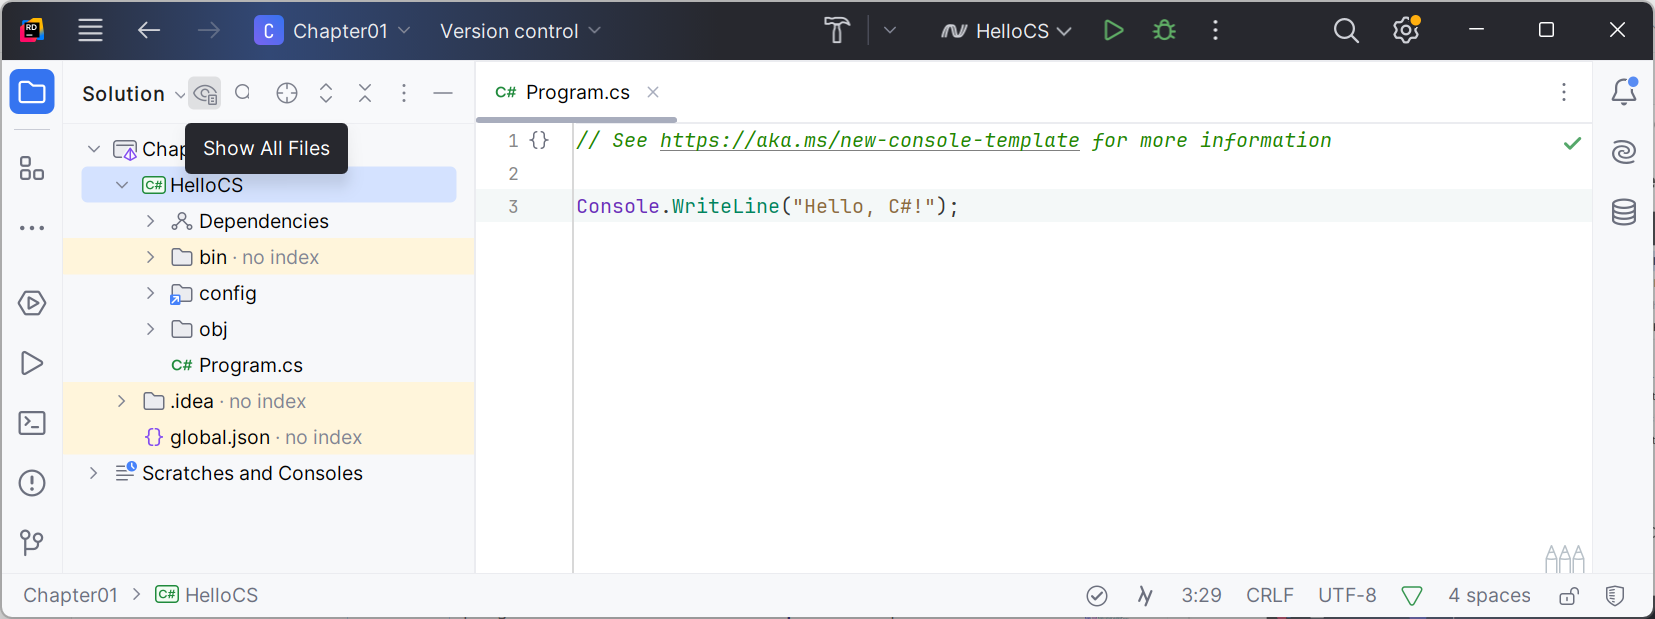 RD
C Chapter01
Version control
HelloCS
Solution
Show All Files
Chap
C# HelloCS
Dependencies
bin · no index
config
obj
C# Program.cs
.idea · no index
{} global.json · no index
Scratches and Consoles
C# Program.cs
1 {} // See https://aka.ms/new-console-template for more information
2
3 Console.WriteLine("Hello, C#!");
Chapter01 > C# HelloCS
3:29 CRLF UTF-8 4 spaces